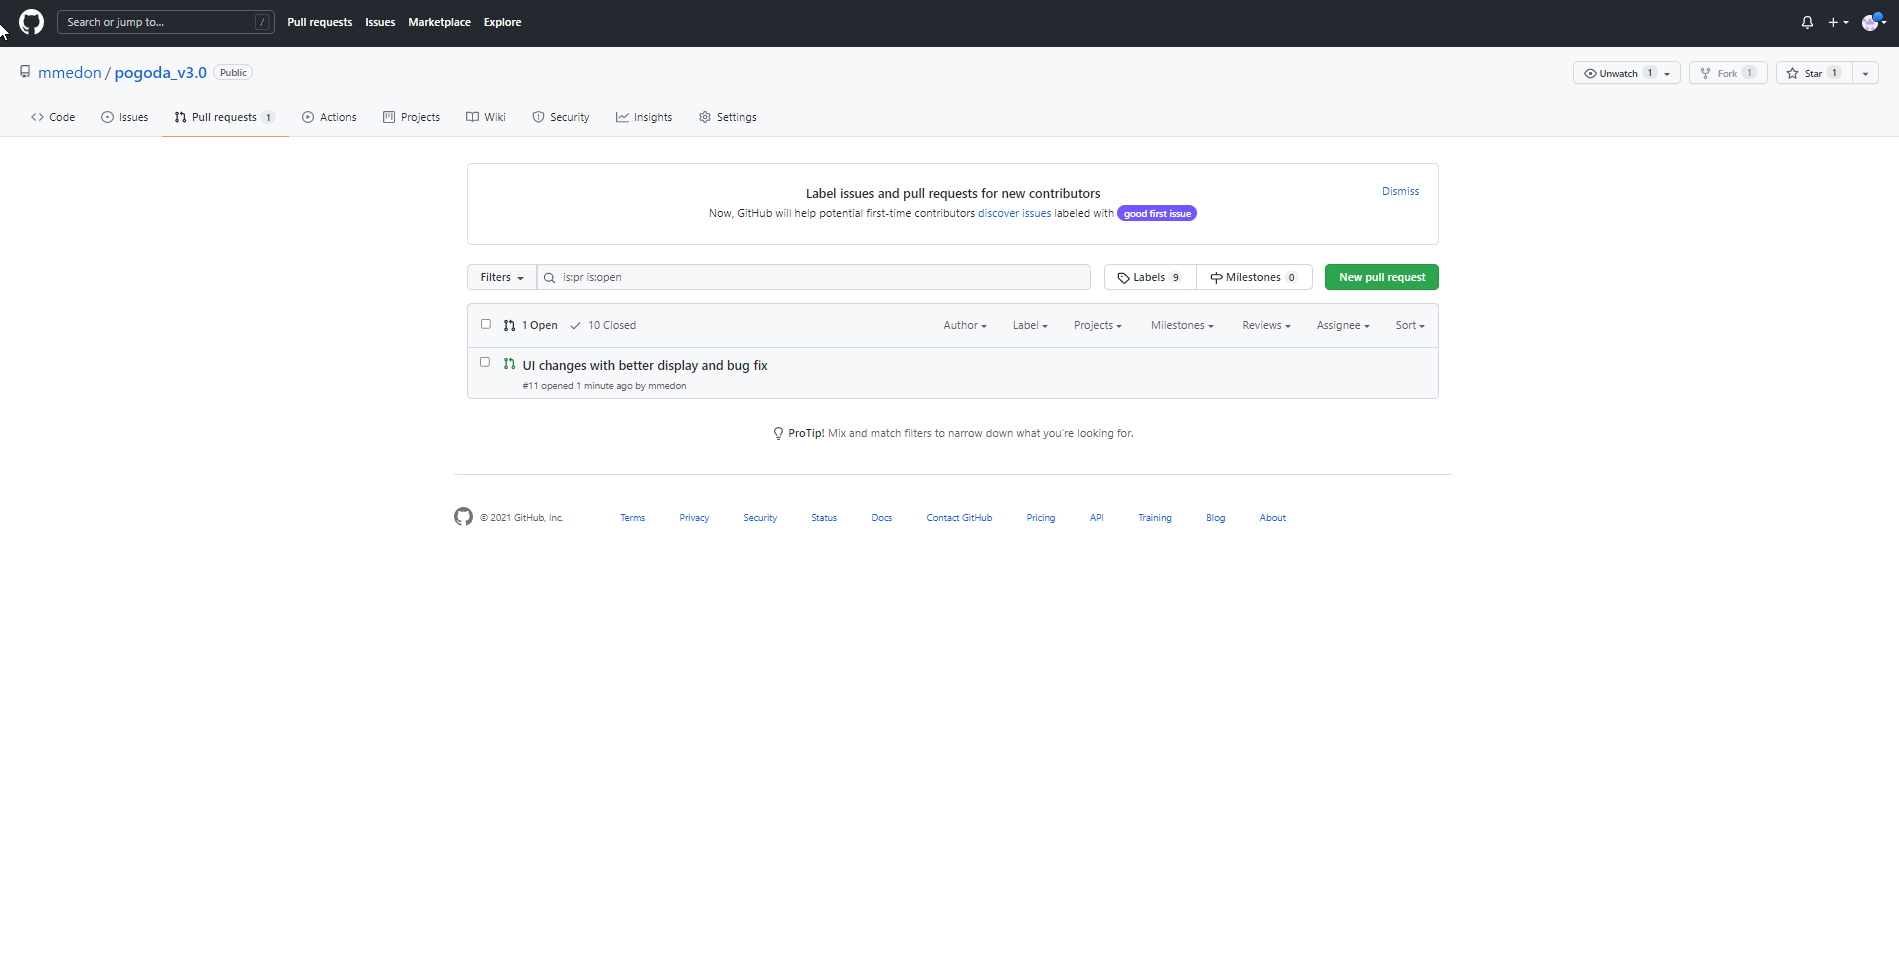 Search or jump to... / Pull requests Issues Marketplace Explore
mmedon / pogoda_v3.0 Public Unwatch 1 Fork 1 Star 1
Code Issues Pull requests 1 Actions Projects Wiki Security Insights Settings
Label issues and pull requests for new contributors
Dismiss
Now, GitHub will help potential first-time contributors discover issues labeled with good first issue
Filters is:pr is:open Labels 9 Milestones 0 New pull request
1 Open 10 Closed Author Label Projects Milestones Reviews Assignee Sort
UI changes with better display and bug fix
#11 opened 1 minute ago by mmedon
ProTip! Mix and match filters to narrow down what you're looking for.
© 2021 GitHub, Inc. Terms Privacy Security Status Docs Contact GitHub Pricing API Training Blog About